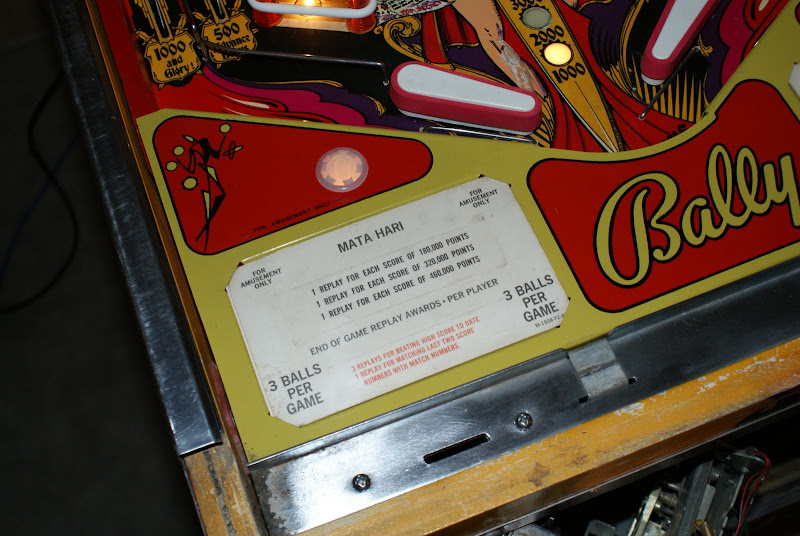 1000
and
Glory!
500
Advance
3000
2000
1000
FOR AMUSEMENT ONLY
Bally
MATA HARI
FOR
AMUSEMENT
ONLY
FOR
AMUSEMENT
ONLY
1 REPLAY FOR EACH SCORE OF 180,000 POINTS
1 REPLAY FOR EACH SCORE OF 320,000 POINTS
1 REPLAY FOR EACH SCORE OF 460,000 POINTS
END OF GAME REPLAY AWARDS - PER PLAYER
3 BALLS
PER
GAME
3 REPLAYS FOR BEATING HIGH SCORE TO DATE
1 REPLAY FOR MATCHING LAST TWO SCORE
NUMBERS WITH MATCH NUMBERS.
3 BALLS
PER
GAME